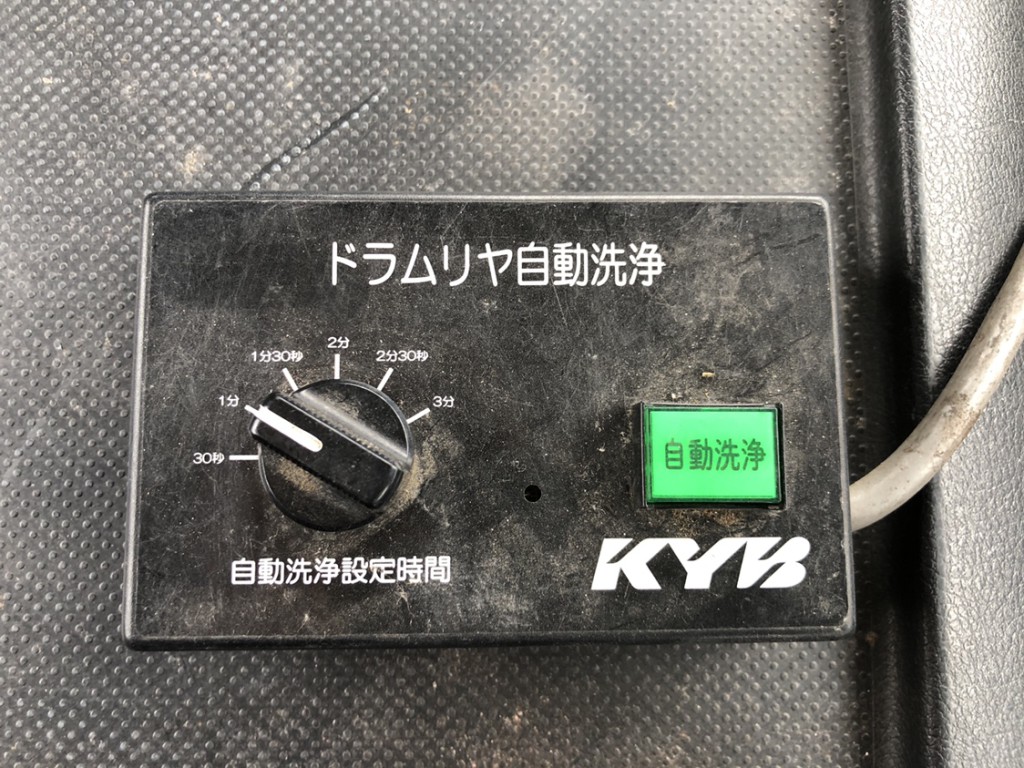 ドラムリヤ自動洗浄
2分
1分30秒
2分30秒
1分
3分
30秒
自動洗浄
自動洗浄設定時間
KYB